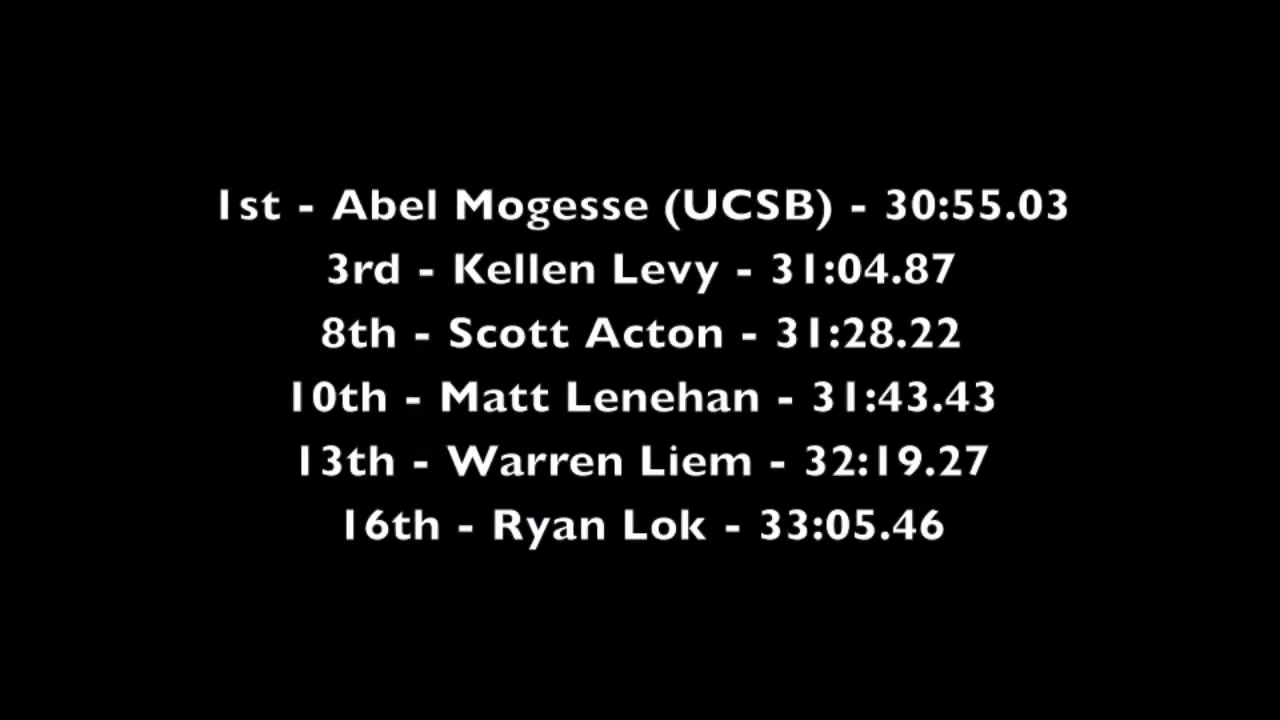 1st - Abel Mogesse (UCSB) - 30:55.03
3rd - Kellen Levy - 31:04.87
8th - Scott Acton - 31:28.22
10th - Matt Lenehan - 31:43.43
13th - Warren Liem - 32:19.27
16th - Ryan Lok - 33:05.46